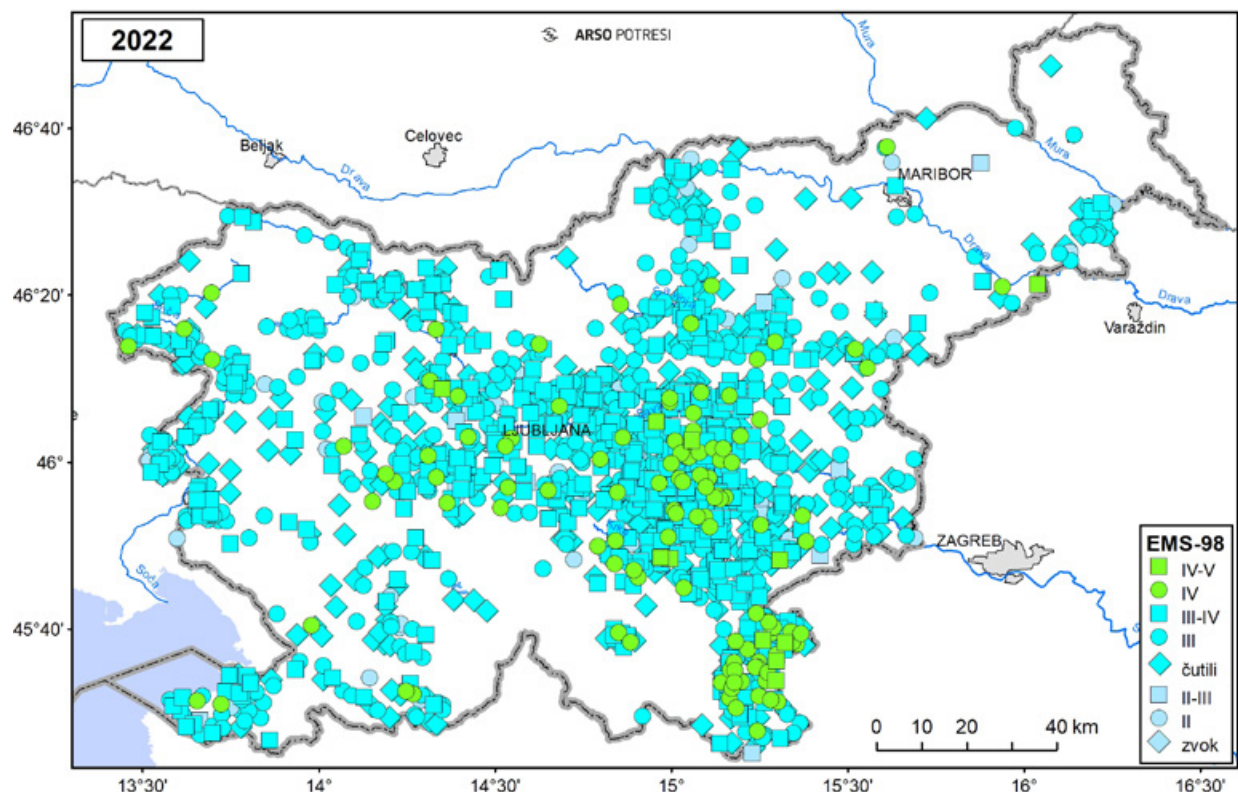 2022
ARSO POTRESI
Mura
46°40'
Beljak
Celovec
Drava
Mura
MARIBOR
Drava
46°20'
Drava
Varaždin
LJUBLJANA
46°
ZAGREB
Soča
45°40'
EMS-98
IV-V
IV
III-IV
III
čutili
II-III
II
zvok
0 10 20 40 km
13°30' 14° 14°30' 15° 15°30' 16° 16°30'